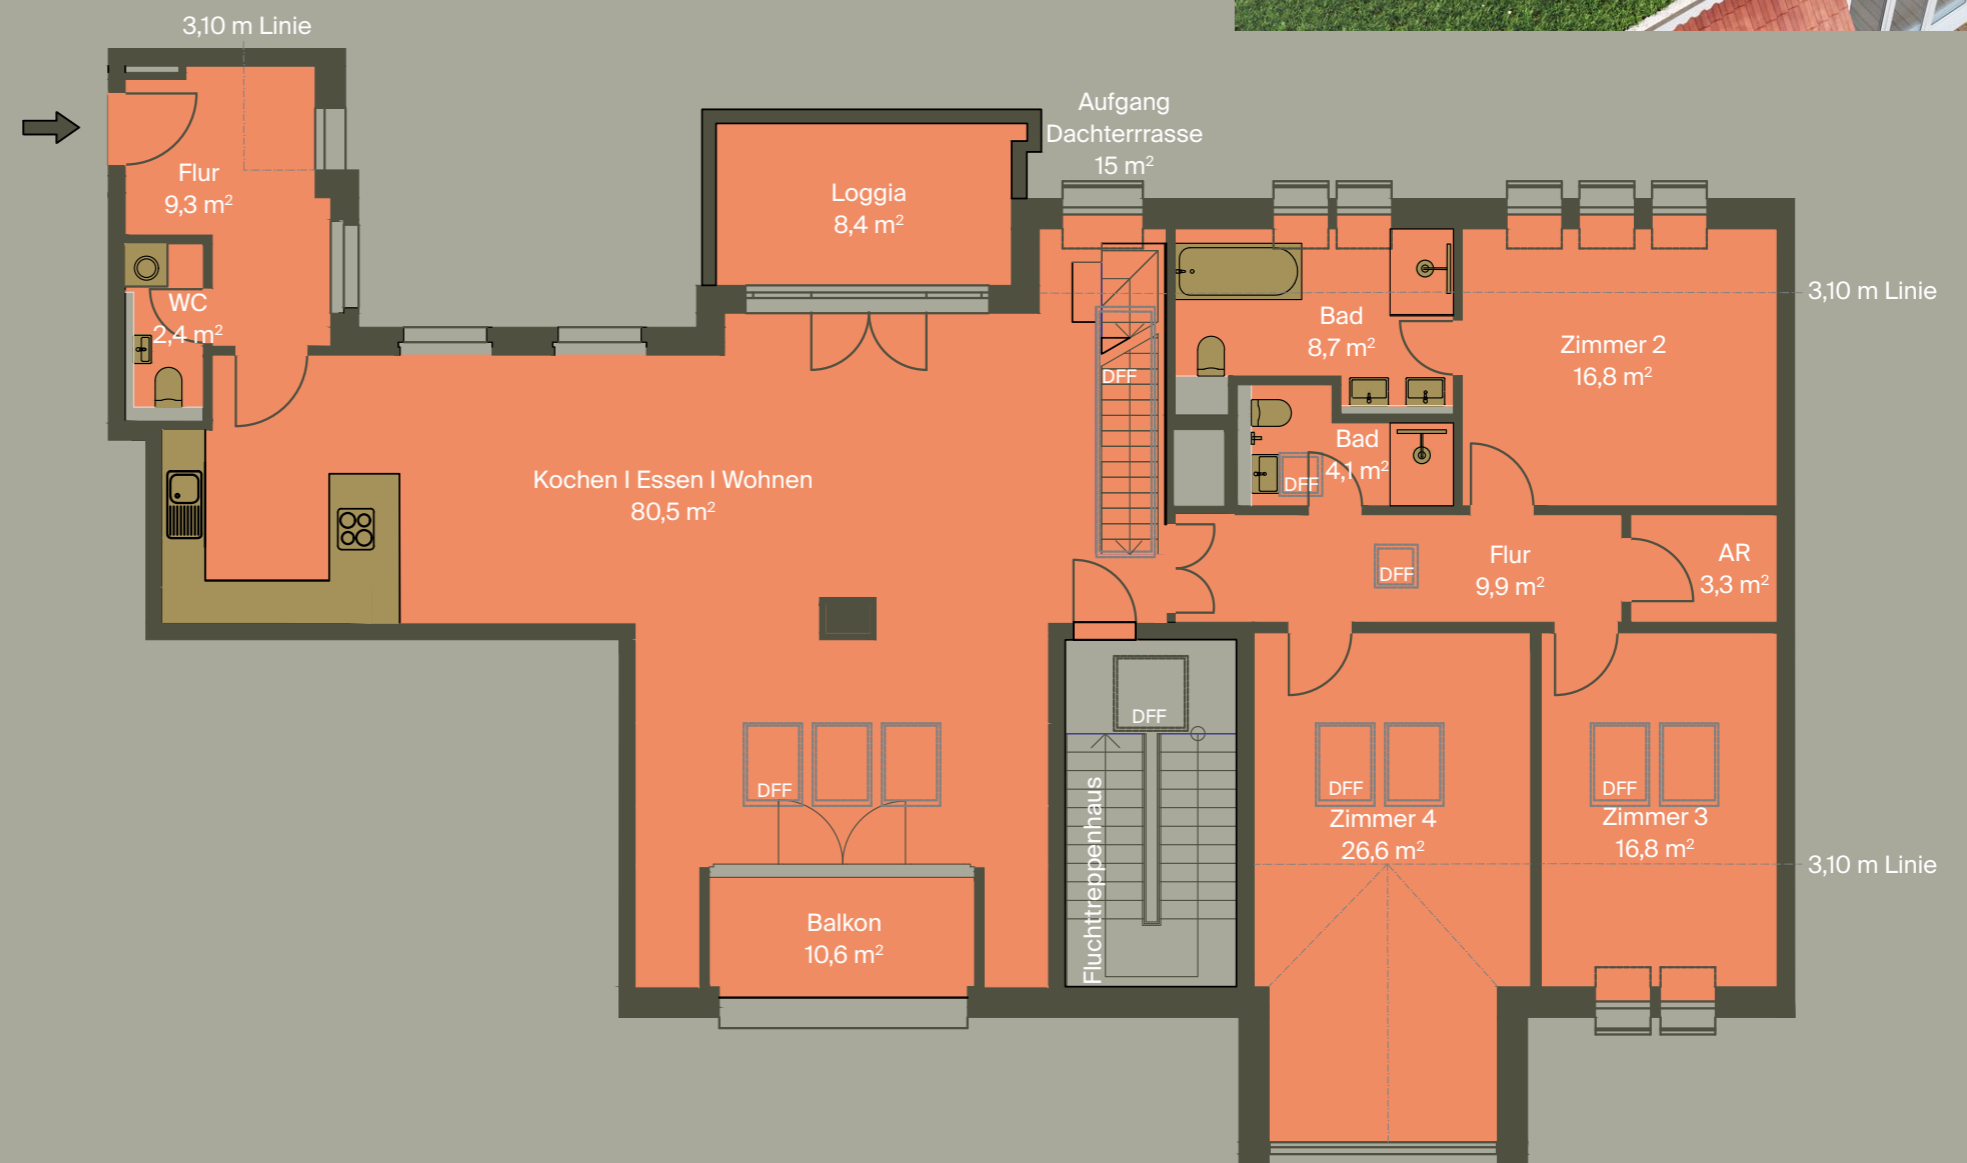 3,10 m Linie
Aufgang
Dachterrrasse
15 m²
Flur
9,3 m²
Loggia
8,4 m²
WC
2,4 m²
3,10 m Linie
Bad
8,7 m²
Zimmer 2
16,8 m²
DFF
Bad
4,1 m²
DFF
Kochen I Essen I Wohnen
80,5 m²
Flur
9,9 m²
DFF
AR
3,3 m²
DFF
DFF
DFF
DFF
Fluchttreppenhaus
Zimmer 4
26,6 m²
Zimmer 3
16,8 m²
3,10 m Linie
Balkon
10,6 m²